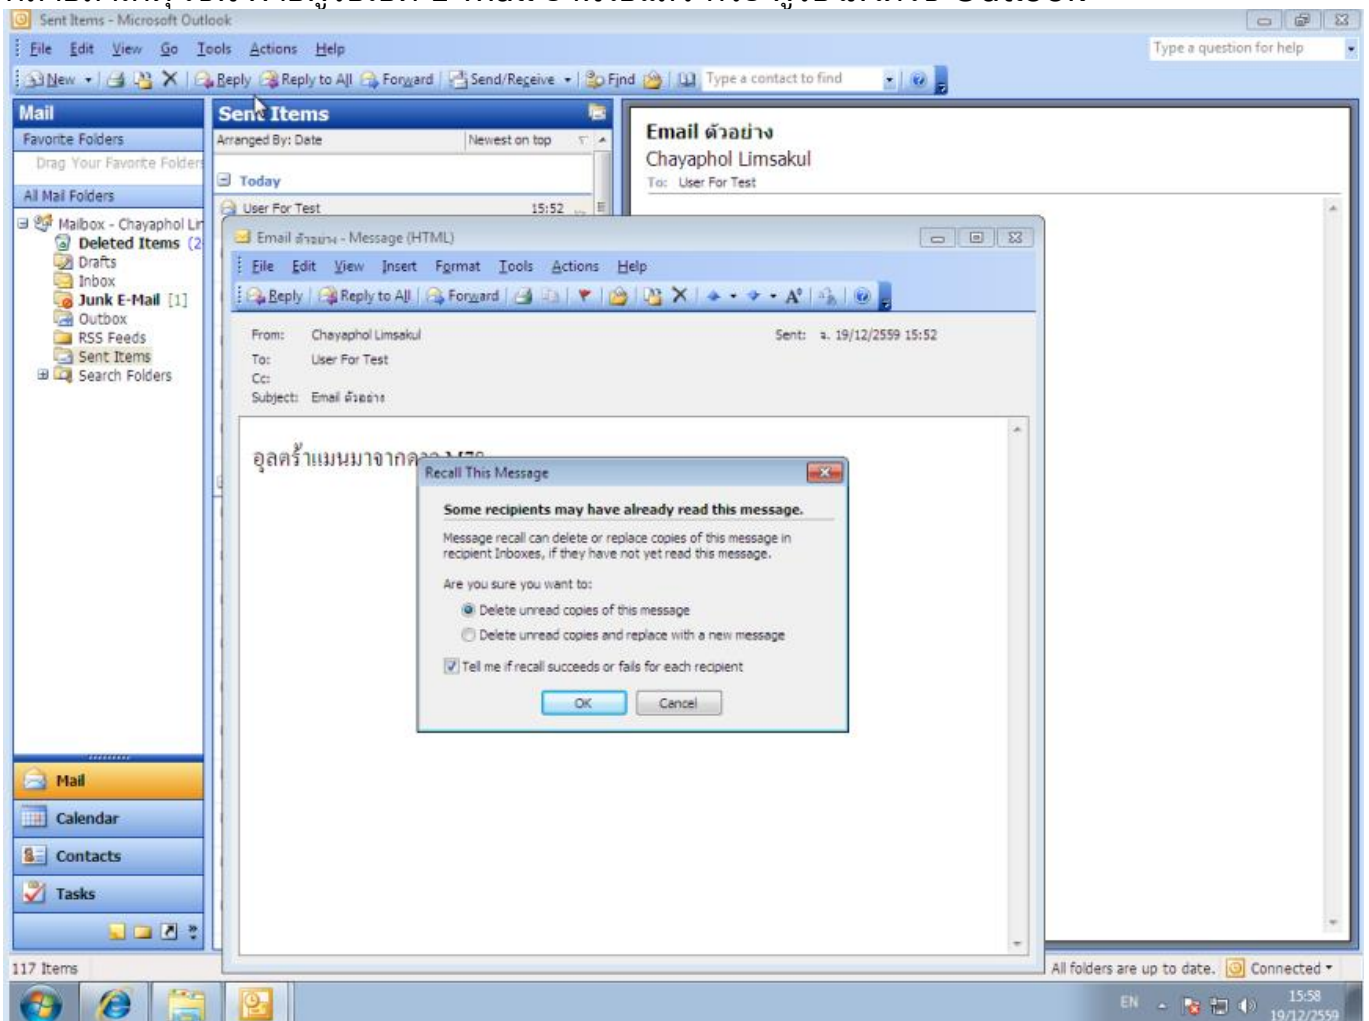 Sent Items - Microsoft Outlook
File Edit View Go Tools Actions Help
Type a question for help
New Reply Reply to All Forward Send/Receive Find Type a contact to find
Mail
Favorite Folders
Drag Your Favorite Folders
All Mail Folders
Mailbox - Chayaphol Lim
Deleted Items (2
Drafts
Inbox
Junk E-Mail [1]
Outbox
RSS Feeds
Sent Items
Search Folders
Mail
Calendar
Contacts
Tasks
Sent Items
Arranged By: Date Newest on top
Today
User For Test 15:52
Email ตัวอย่าง
Chayaphol Limsakul
To: User For Test
Email ตัวอย่าง - Message (HTML)
File Edit View Insert Format Tools Actions Help
Reply Reply to All Forward
From: Chayaphol Limsakul Sent: จ. 19/12/2559 15:52
To: User For Test
Cc:
Subject: Email ตัวอย่าง
อุลตร้าแมนมาจากดาว M78
Recall This Message
Some recipients may have already read this message.
Message recall can delete or replace copies of this message in
recipient Inboxes, if they have not yet read this message.
Are you sure you want to:
Delete unread copies of this message
Delete unread copies and replace with a new message
Tell me if recall succeeds or fails for each recipient
OK Cancel
117 Items All folders are up to date. Connected
EN 15:58
19/12/2559